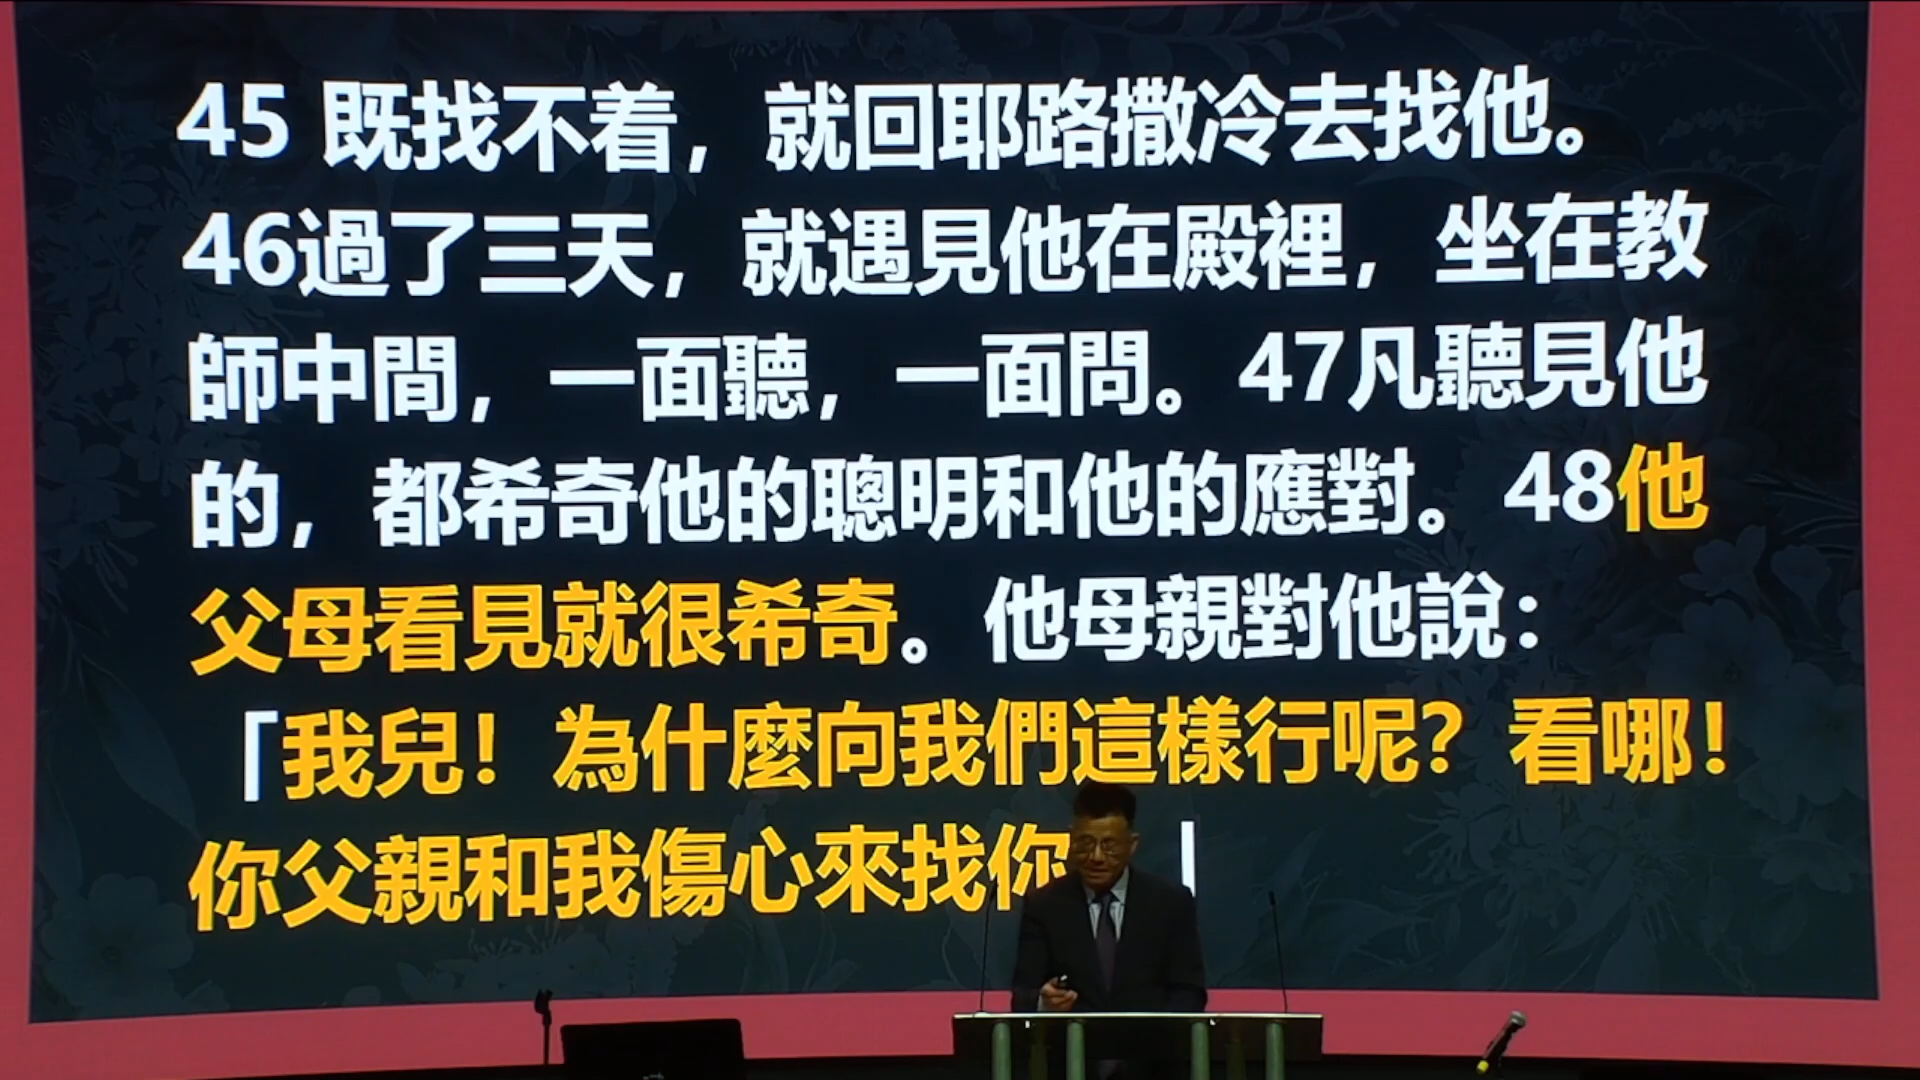 45 既找不着，就回耶路撒冷去找他。
46過了三天，就遇見他在殿裡，坐在教
師中間，一面聽，一面問。47凡聽見他
的，都希奇他的聰明和他的應對。48他
父母看見就很希奇。他母親對他說：
「我兒！為什麼向我們這樣行呢？看哪！
你父親和我傷心來找你」